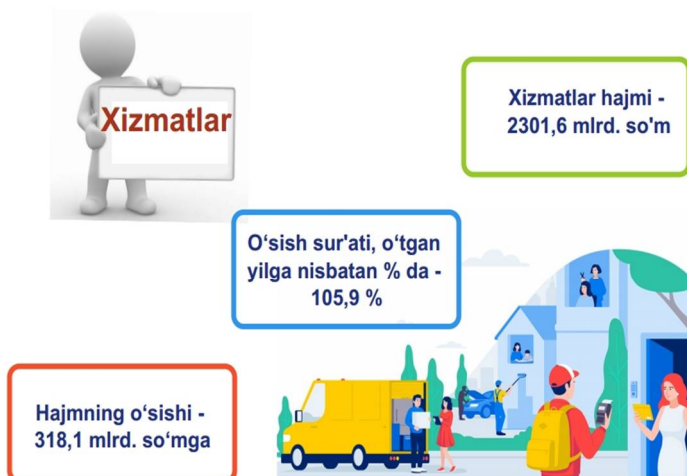 Xizmatlar
Xizmatlar hajmi -
2301,6 mlrd. so'm
O‘sish sur'ati, o‘tgan
yilga nisbatan % da -
105,9 %
Hajmning o‘sishi -
318,1 mlrd. so‘mga